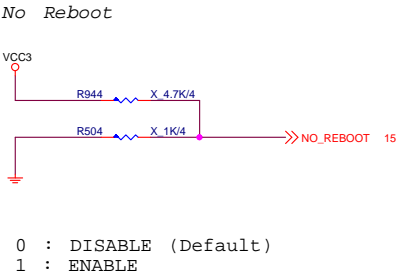 No Reboot
VCC3
R944 X_4.7K/4
R504 X_1K/4
NO_REBOOT 15
0 : DISABLE (Default)
1 : ENABLE